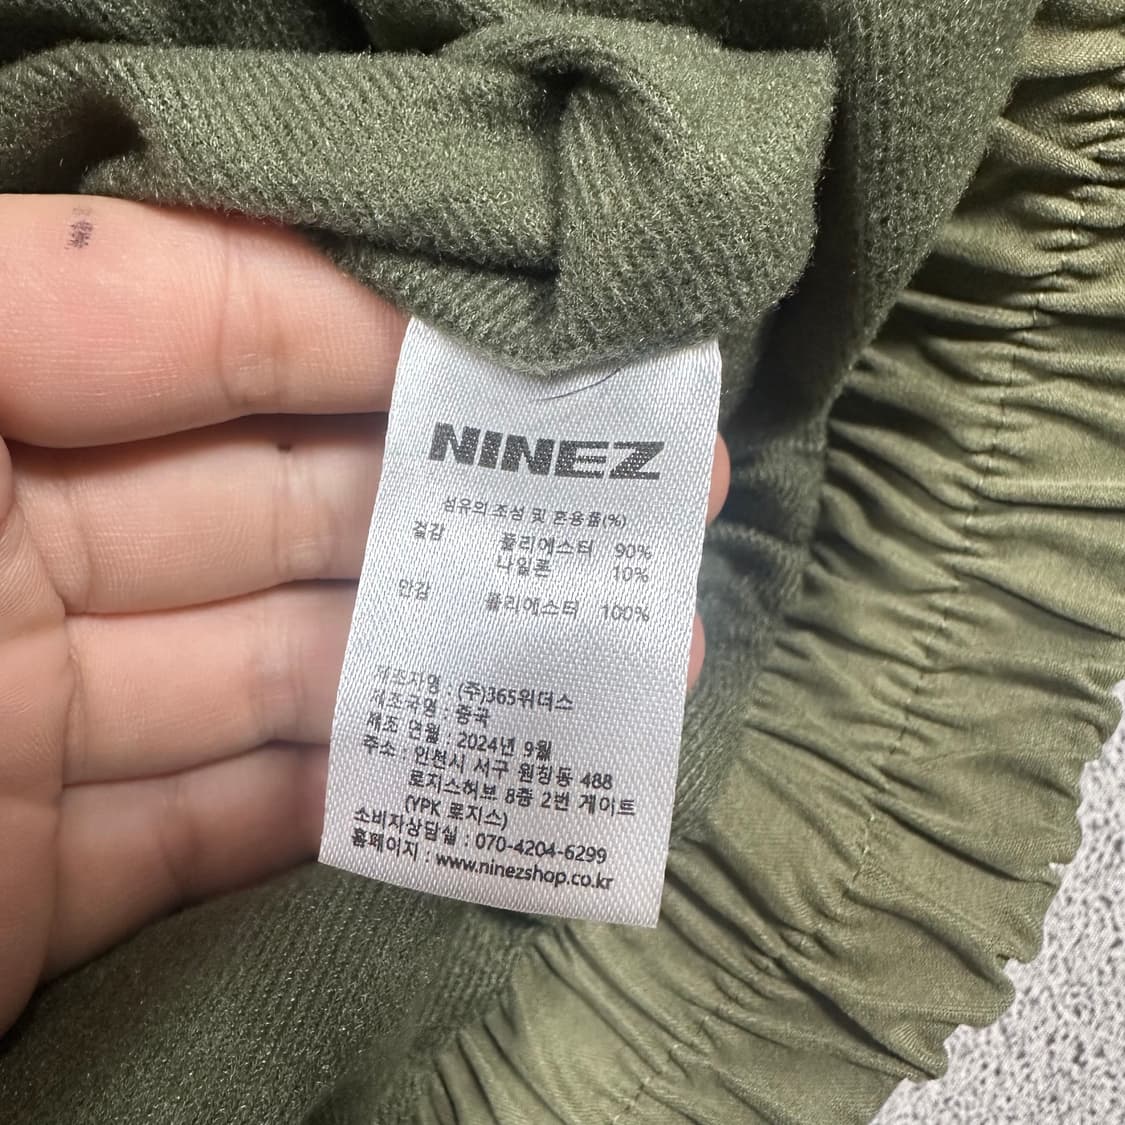 NINEZ
섬유의 조성 및 혼용률(%)
겉감 폴리에스터 90%
나일론 10%
안감 폴리에스터 100%
제조자명 : (주)365위더스
제조국명 : 중국
제조 연월 : 2024년 9월
주소 : 인천시 서구 원창동 488
로지스허브 8층 2번 게이트
(YPK 로지스)
소비자상담실 : 070-4204-6299
홈페이지 : www.ninezshop.co.kr